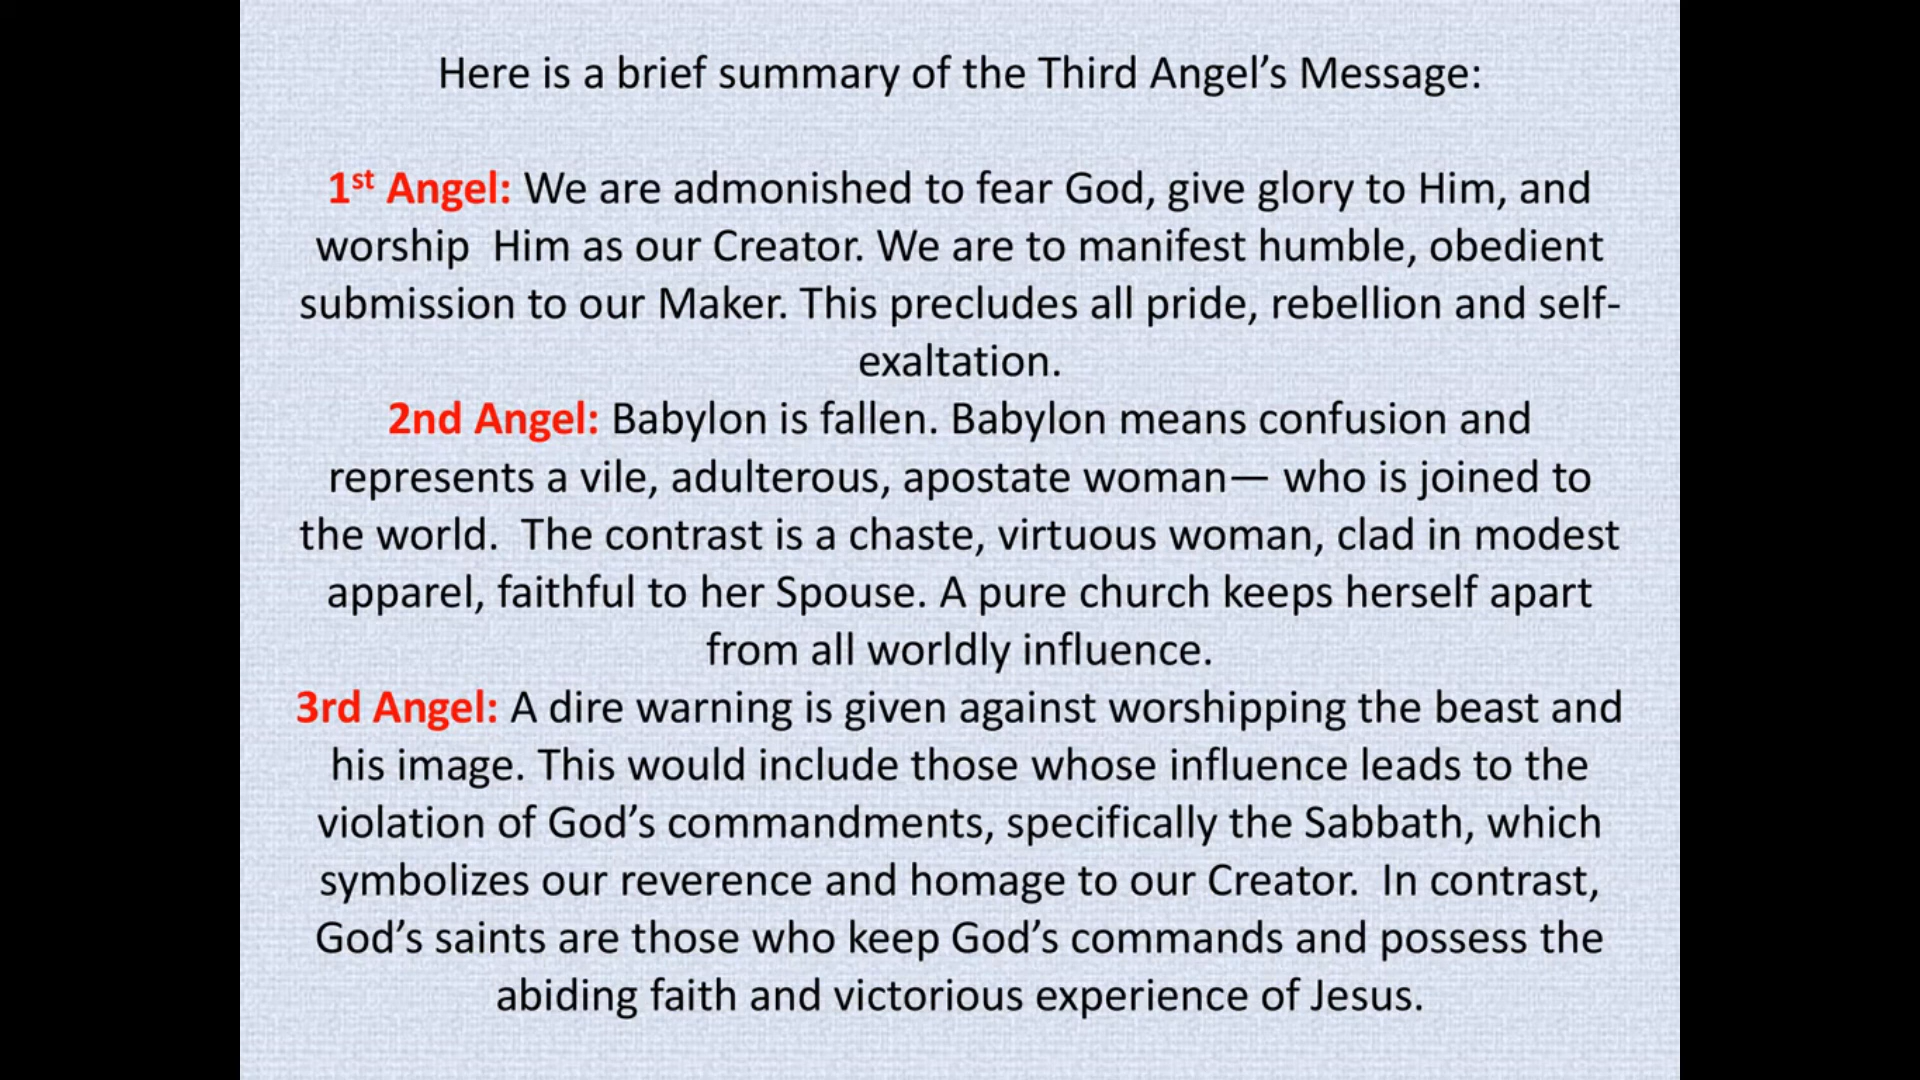 Here is a brief summary of the Third Angel’s Message:
1st Angel: We are admonished to fear God, give glory to Him, and
worship  Him as our Creator. We are to manifest humble, obedient
submission to our Maker. This precludes all pride, rebellion and self-
exaltation.
2nd Angel: Babylon is fallen. Babylon means confusion and
represents a vile, adulterous, apostate woman— who is joined to
the world.  The contrast is a chaste, virtuous woman, clad in modest
apparel, faithful to her Spouse. A pure church keeps herself apart
from all worldly influence.
3rd Angel: A dire warning is given against worshipping the beast and
his image. This would include those whose influence leads to the
violation of God’s commandments, specifically the Sabbath, which
symbolizes our reverence and homage to our Creator.  In contrast,
God’s saints are those who keep God’s commands and possess the
abiding faith and victorious experience of Jesus.